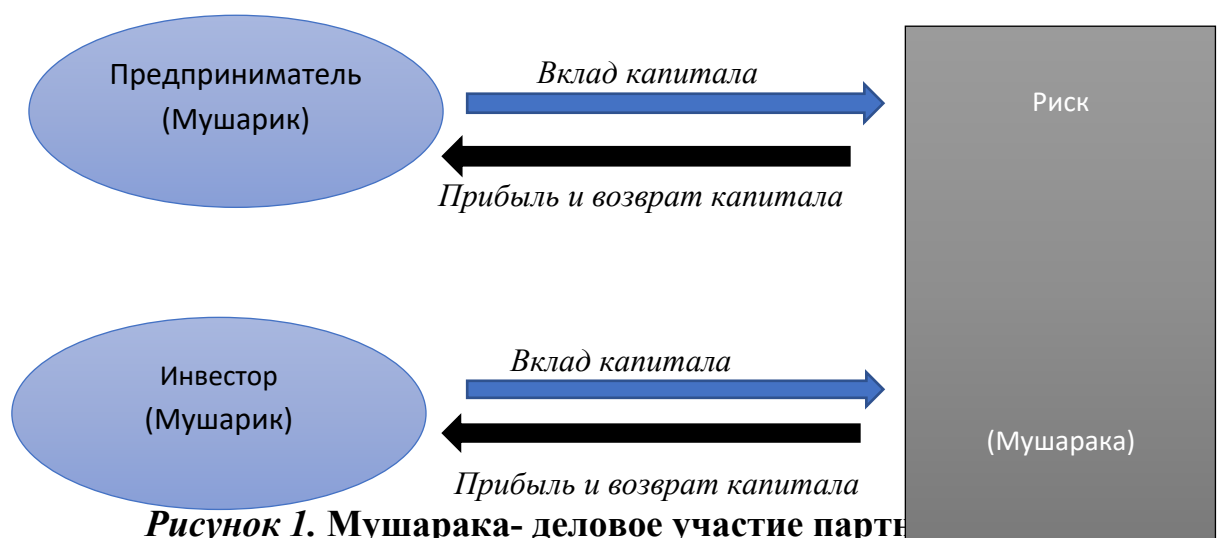 Предприниматель
(Мушарик)
Вклад капитала
Прибыль и возврат капитала
Риск
Инвестор
(Мушарик)
Вклад капитала
Прибыль и возврат капитала
(Мушарака)
Рисунок 1. Мушарака- деловое участие